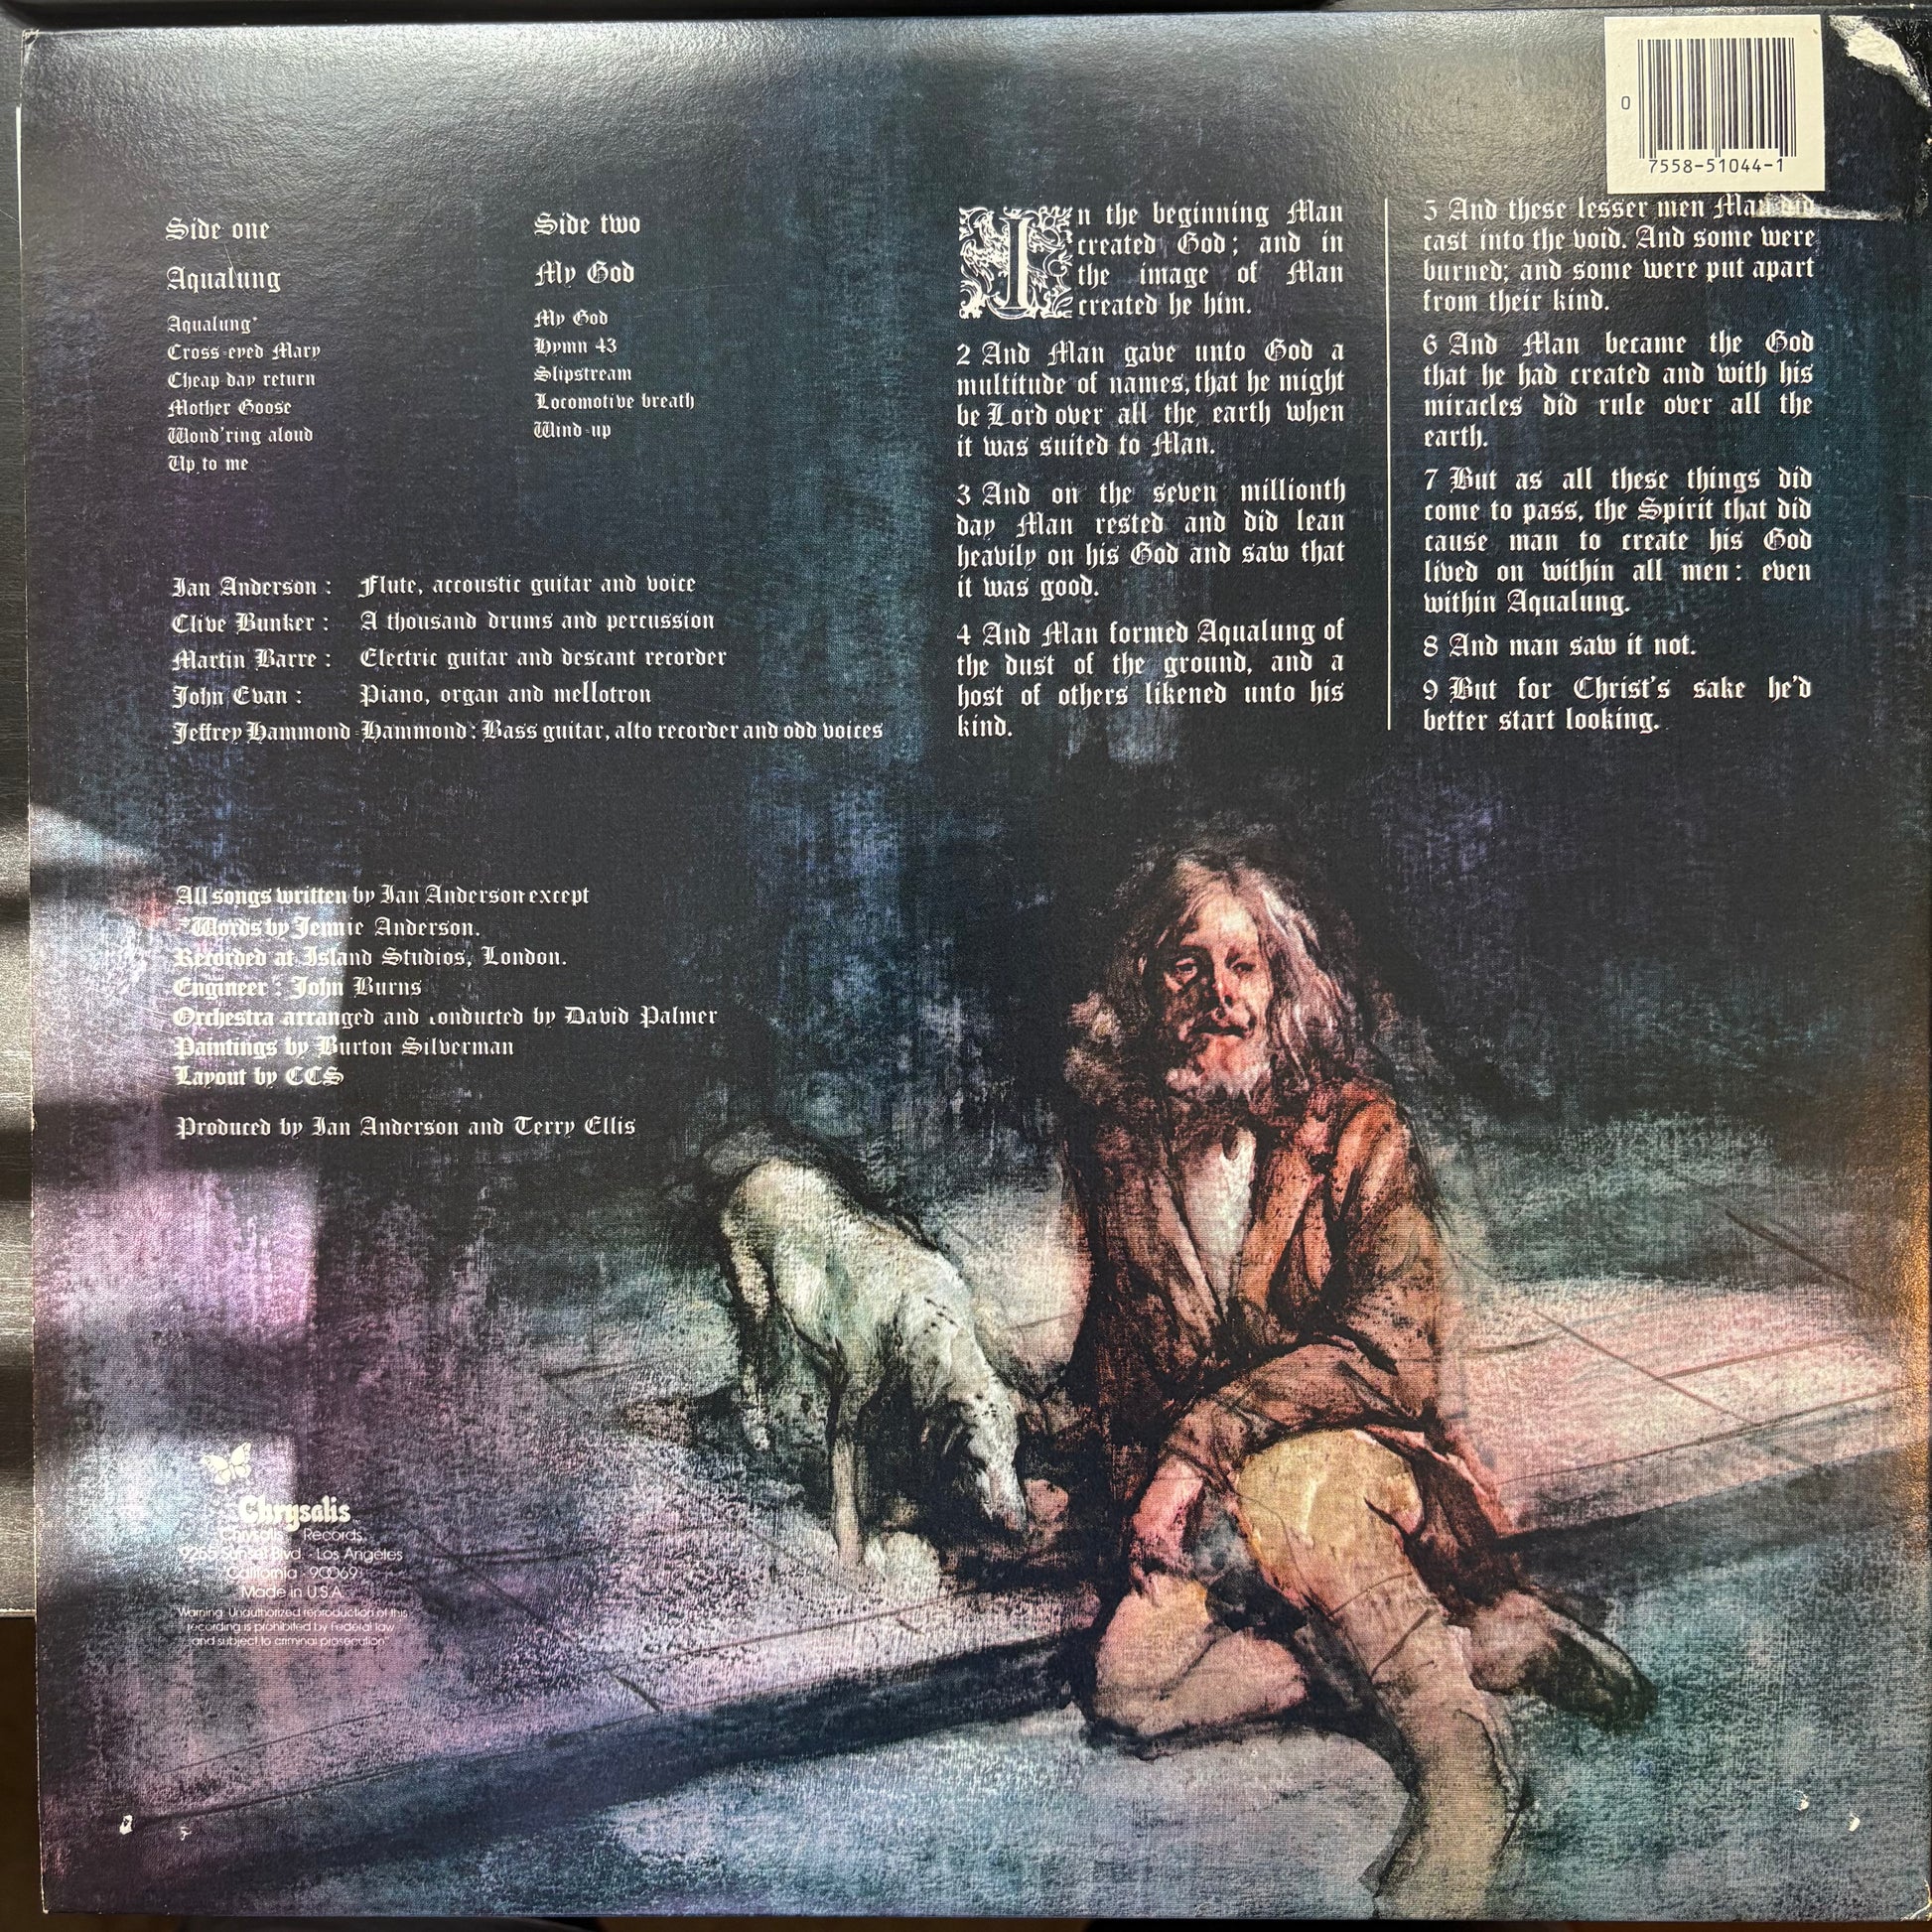 0
7558-51044-1
Side one
Aqualung
Aqualung*
Cross-eyed Mary
Cheap day return
Mother Goose
Wond'ring aloud
Up to me
Side two
My God
My God
Hymn 43
Slipstream
Locomotive breath
Wind-up
Ian Anderson : Flute, accoustic guitar and voice
Clive Bunker : A thousand drums and percussion
Martin Barre : Electric guitar and descant recorder
John Evan : Piano, organ and mellotron
Jeffrey Hammond-Hammond : Bass guitar, alto recorder and odd voices
All songs written by Ian Anderson except
*Words by Jennie Anderson.
Recorded at Island Studios, London.
Engineer : John Burns
Orchestra arranged and conducted by David Palmer
Paintings by Burton Silverman
Layout by CCS
Produced by Ian Anderson and Terry Ellis
In the beginning Man
created God; and in
the image of Man
created he him.
2 And Man gave unto God a
multitude of names, that he might
be Lord over all the earth when
it was suited to Man.
3 And on the seven millionth
day Man rested and did lean
heavily on his God and saw that
it was good.
4 And Man formed Aqualung of
the dust of the ground, and a
host of others likened unto his
kind.
5 And these lesser men Man did
cast into the void. And some were
burned; and some were put apart
from their kind.
6 And Man became the God
that he had created and with his
miracles did rule over all the
earth.
7 But as all these things did
come to pass, the Spirit that did
cause man to create his God
lived on within all men: even
within Aqualung.
8 And man saw it not.
9 But for Christ's sake he'd
better start looking.
Chrysalis
Chrysalis Records
9255 Sunset Blvd. - Los Angeles
California 90069
Made in U.S.A.
Warning: Unauthorized reproduction of this
recording is prohibited by Federal law
and subject to criminal prosecution"